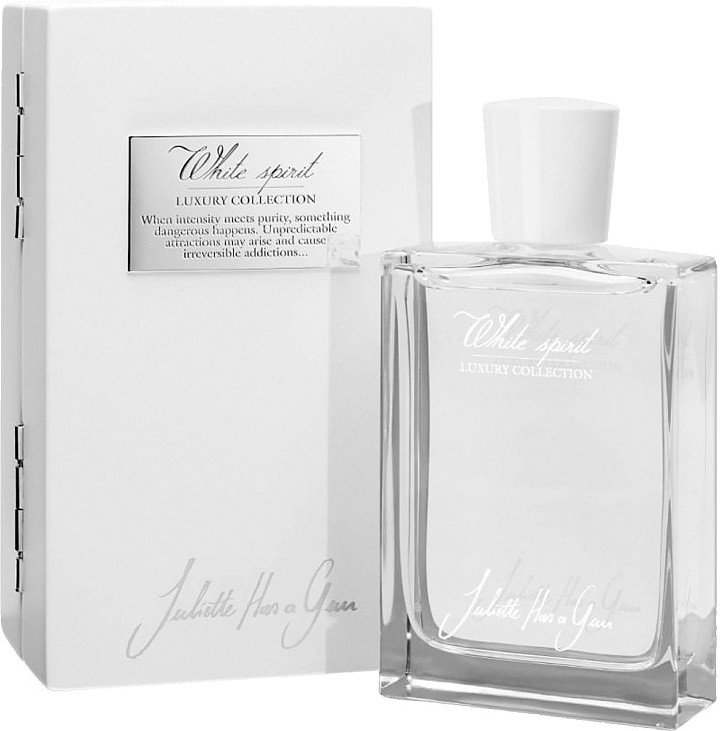 White spirit
LUXURY COLLECTION
When intensity meets purity, something
dangerous happens. Unpredictable
attractions may arise and cause
irreversible addictions...
Juliette Has a Gun
White spirit
LUXURY COLLECTION
Juliette Has a Gun